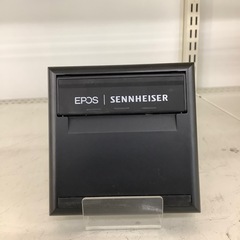 EPOS | SENNHEISER